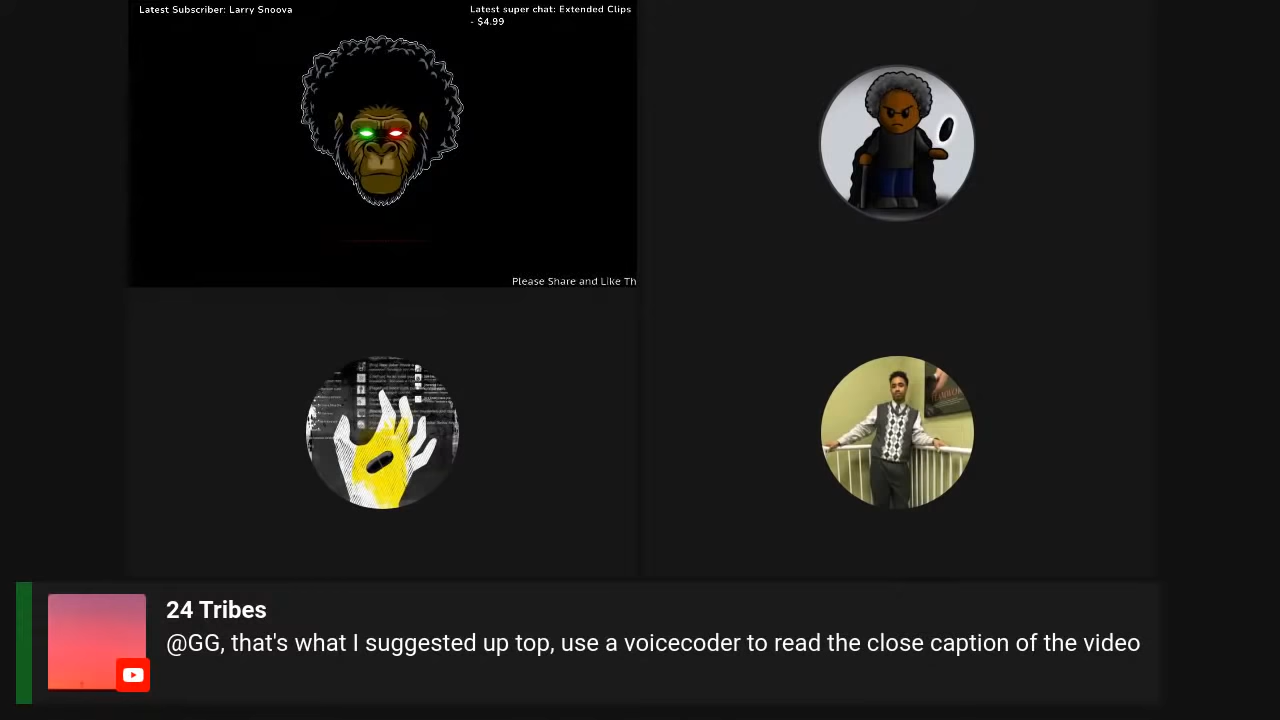 Latest Subscriber: Larry Snoova
Latest super chat: Extended Clips
- $4.99
Please Share and Like Th
24 Tribes
@GG, that's what I suggested up top, use a voicecoder to read the close caption of the video